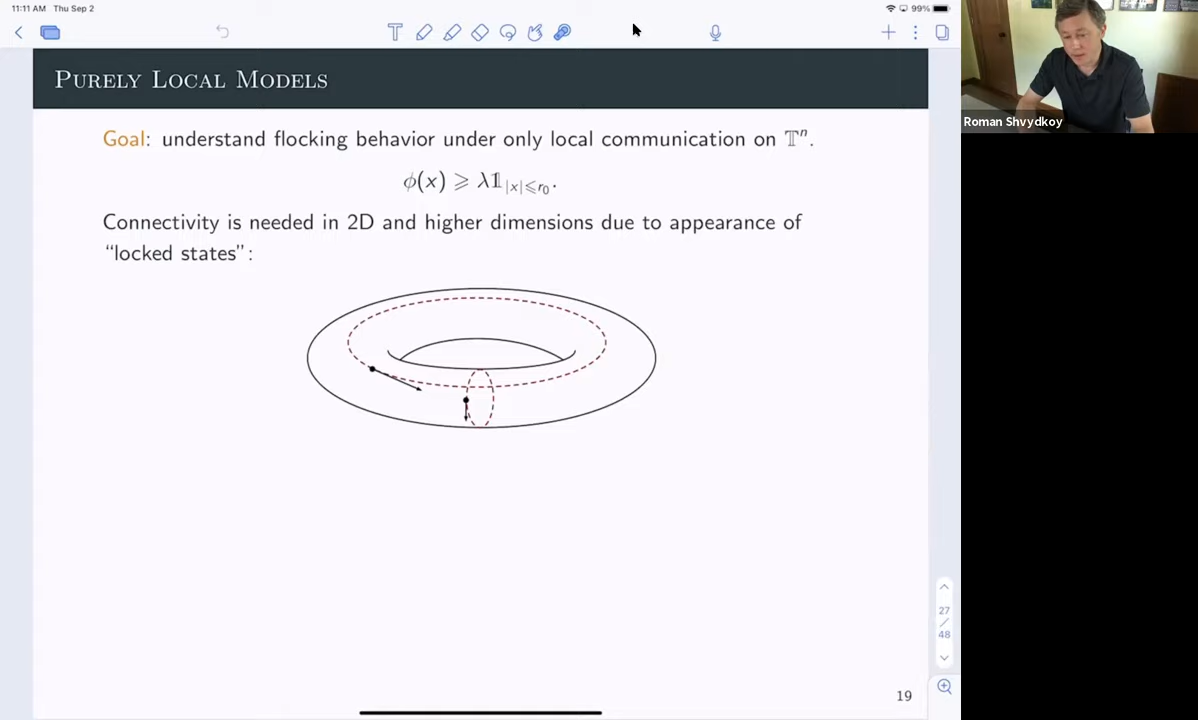 11:11 AM Thu Sep 2
99%
PURELY LOCAL MODELS
Goal: understand flocking behavior under only local communication on 𝕋ⁿ.
ϕ(x) ⩾ λ𝟙|x|⩽r₀.
Connectivity is needed in 2D and higher dimensions due to appearance of
“locked states”:
27
/
48
19
Roman Shvydkoy